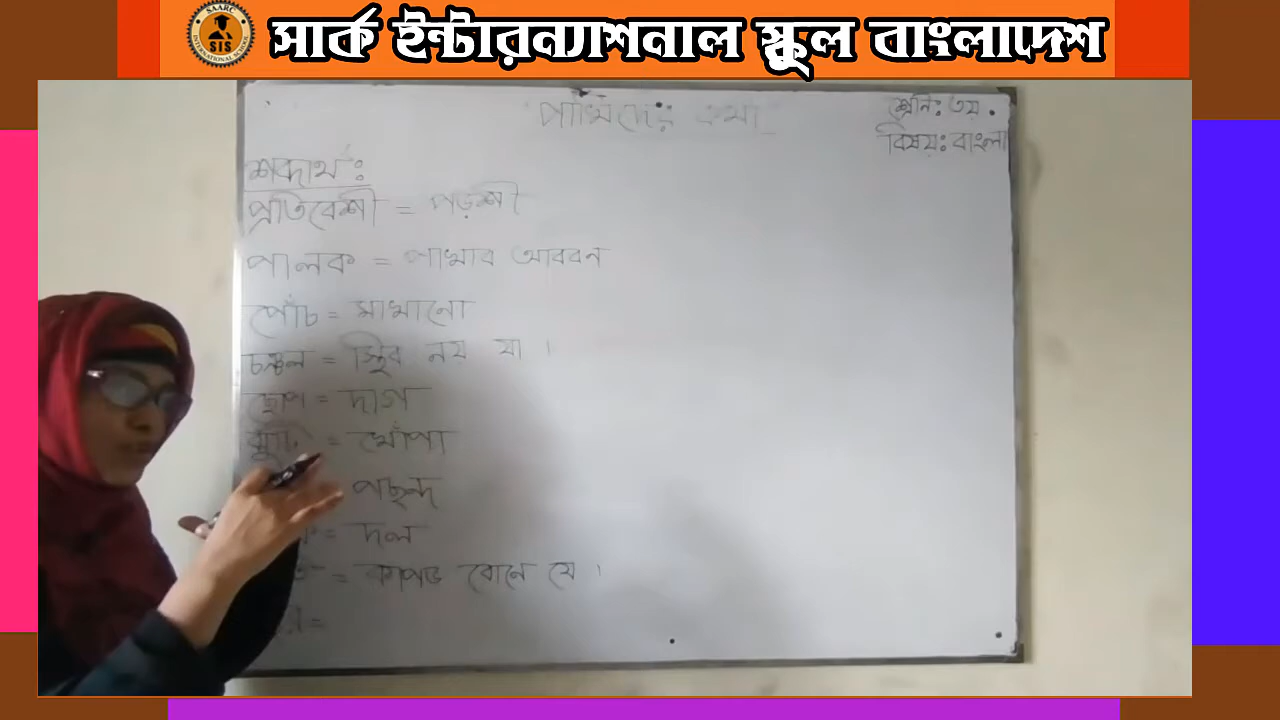 SAARC
SIS
INTERNATIONAL SCHOOL
সার্ক ইন্টারন্যাশনাল স্কুল বাংলাদেশ
পাখিদের কথা
শ্রেনি: ৩য়.
বিষয়: বাংলা
শব্দার্থ:
প্রতিবেশী = পড়শী
পালক = পাখার আবরন
পোঁচ = মাখানো
চঞ্চল = স্থির নয় যা ।
ছোপ = দাগ
ঝুঁটি = খোঁপা
পছন্দ
= দল
= কাপড় বোনে যে ।
=